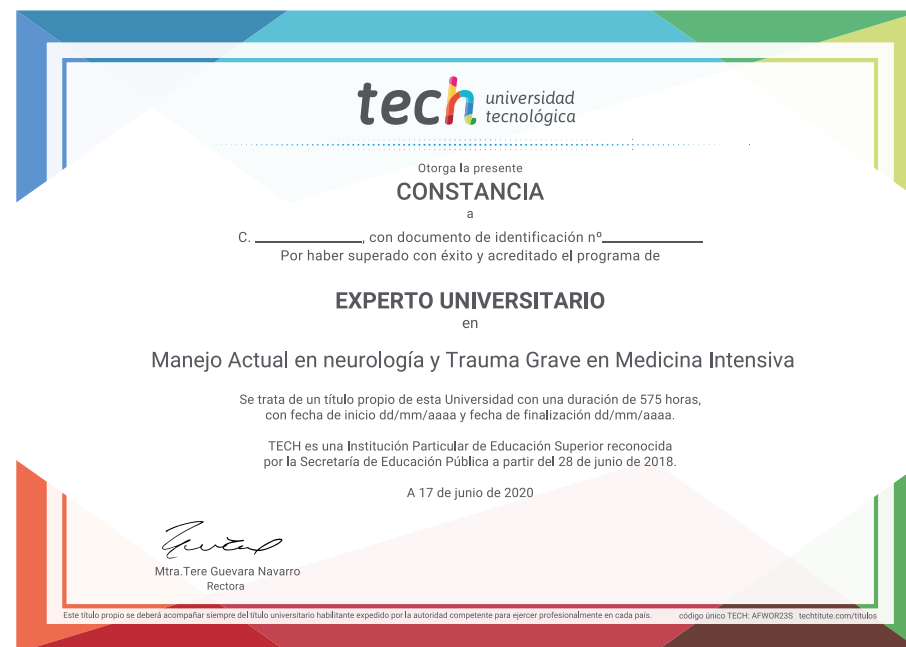 tech universidad
tecnológica
Otorga la presente
CONSTANCIA
a
C. ______________, con documento de identificación nº_____________
Por haber superado con éxito y acreditado el programa de
EXPERTO UNIVERSITARIO
en
Manejo Actual en neurología y Trauma Grave en Medicina Intensiva
Se trata de un título propio de esta Universidad con una duración de 575 horas,
con fecha de inicio dd/mm/aaaa y fecha de finalización dd/mm/aaaa.
TECH es una Institución Particular de Educación Superior reconocida
por la Secretaría de Educación Pública a partir del 28 de junio de 2018.
A 17 de junio de 2020
Mtra.Tere Guevara Navarro
Rectora
Este título propio se deberá acompañar siempre del título universitario habilitante expedido por la autoridad competente para ejercer profesionalmente en cada país. código único TECH: AFWOR23S techtitute.com/titulos